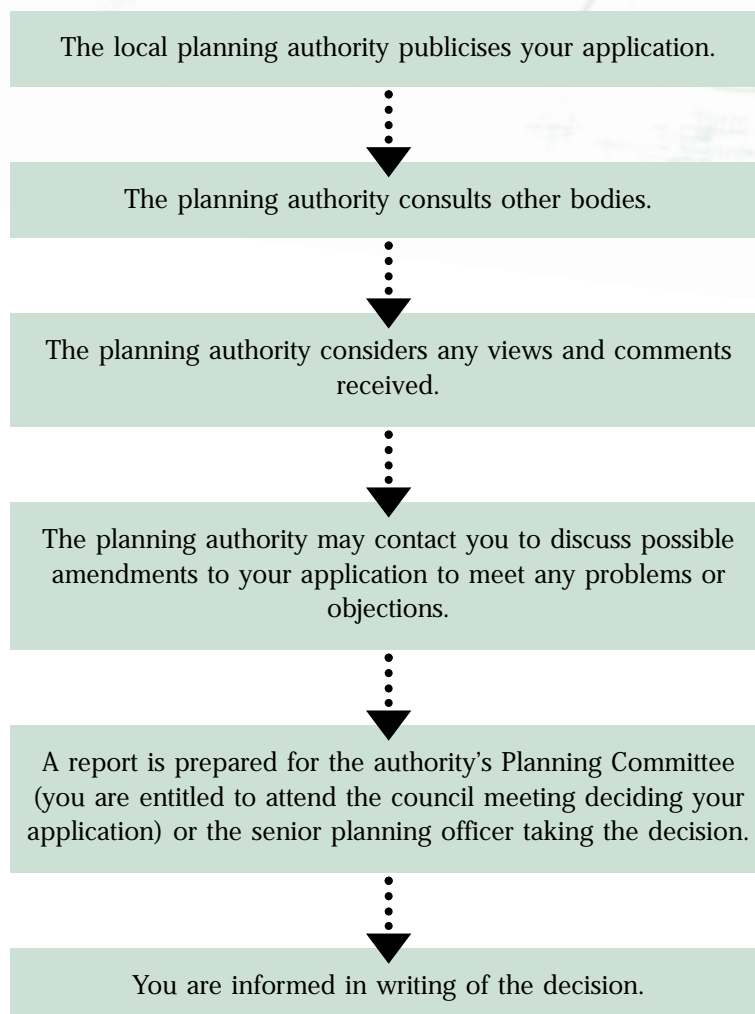 The local planning authority publicises your application.
The planning authority consults other bodies.
The planning authority considers any views and comments
received.
The planning authority may contact you to discuss possible
amendments to your application to meet any problems or
objections.
A report is prepared for the authority’s Planning Committee
(you are entitled to attend the council meeting deciding your
application) or the senior planning officer taking the decision.
You are informed in writing of the decision.